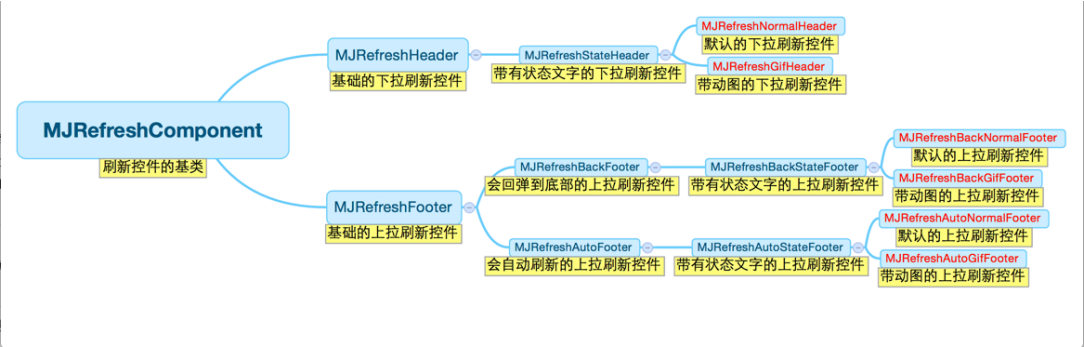 MJRefreshComponent
刷新控件的基类
MJRefreshHeader
基础的下拉刷新控件
MJRefreshStateHeader
带有状态文字的下拉刷新控件
MJRefreshNormalHeader
默认的下拉刷新控件
MJRefreshGifHeader
带动图的下拉刷新控件
MJRefreshFooter
基础的上拉刷新控件
MJRefreshBackFooter
会回弹到底部的上拉刷新控件
MJRefreshBackStateFooter
带有状态文字的上拉刷新控件
MJRefreshBackNormalFooter
默认的上拉刷新控件
MJRefreshBackGifFooter
带动图的上拉刷新控件
MJRefreshAutoFooter
会自动刷新的上拉刷新控件
MJRefreshAutoStateFooter
带有状态文字的上拉刷新控件
MJRefreshAutoNormalFooter
默认的上拉刷新控件
MJRefreshAutoGifFooter
带动图的上拉刷新控件